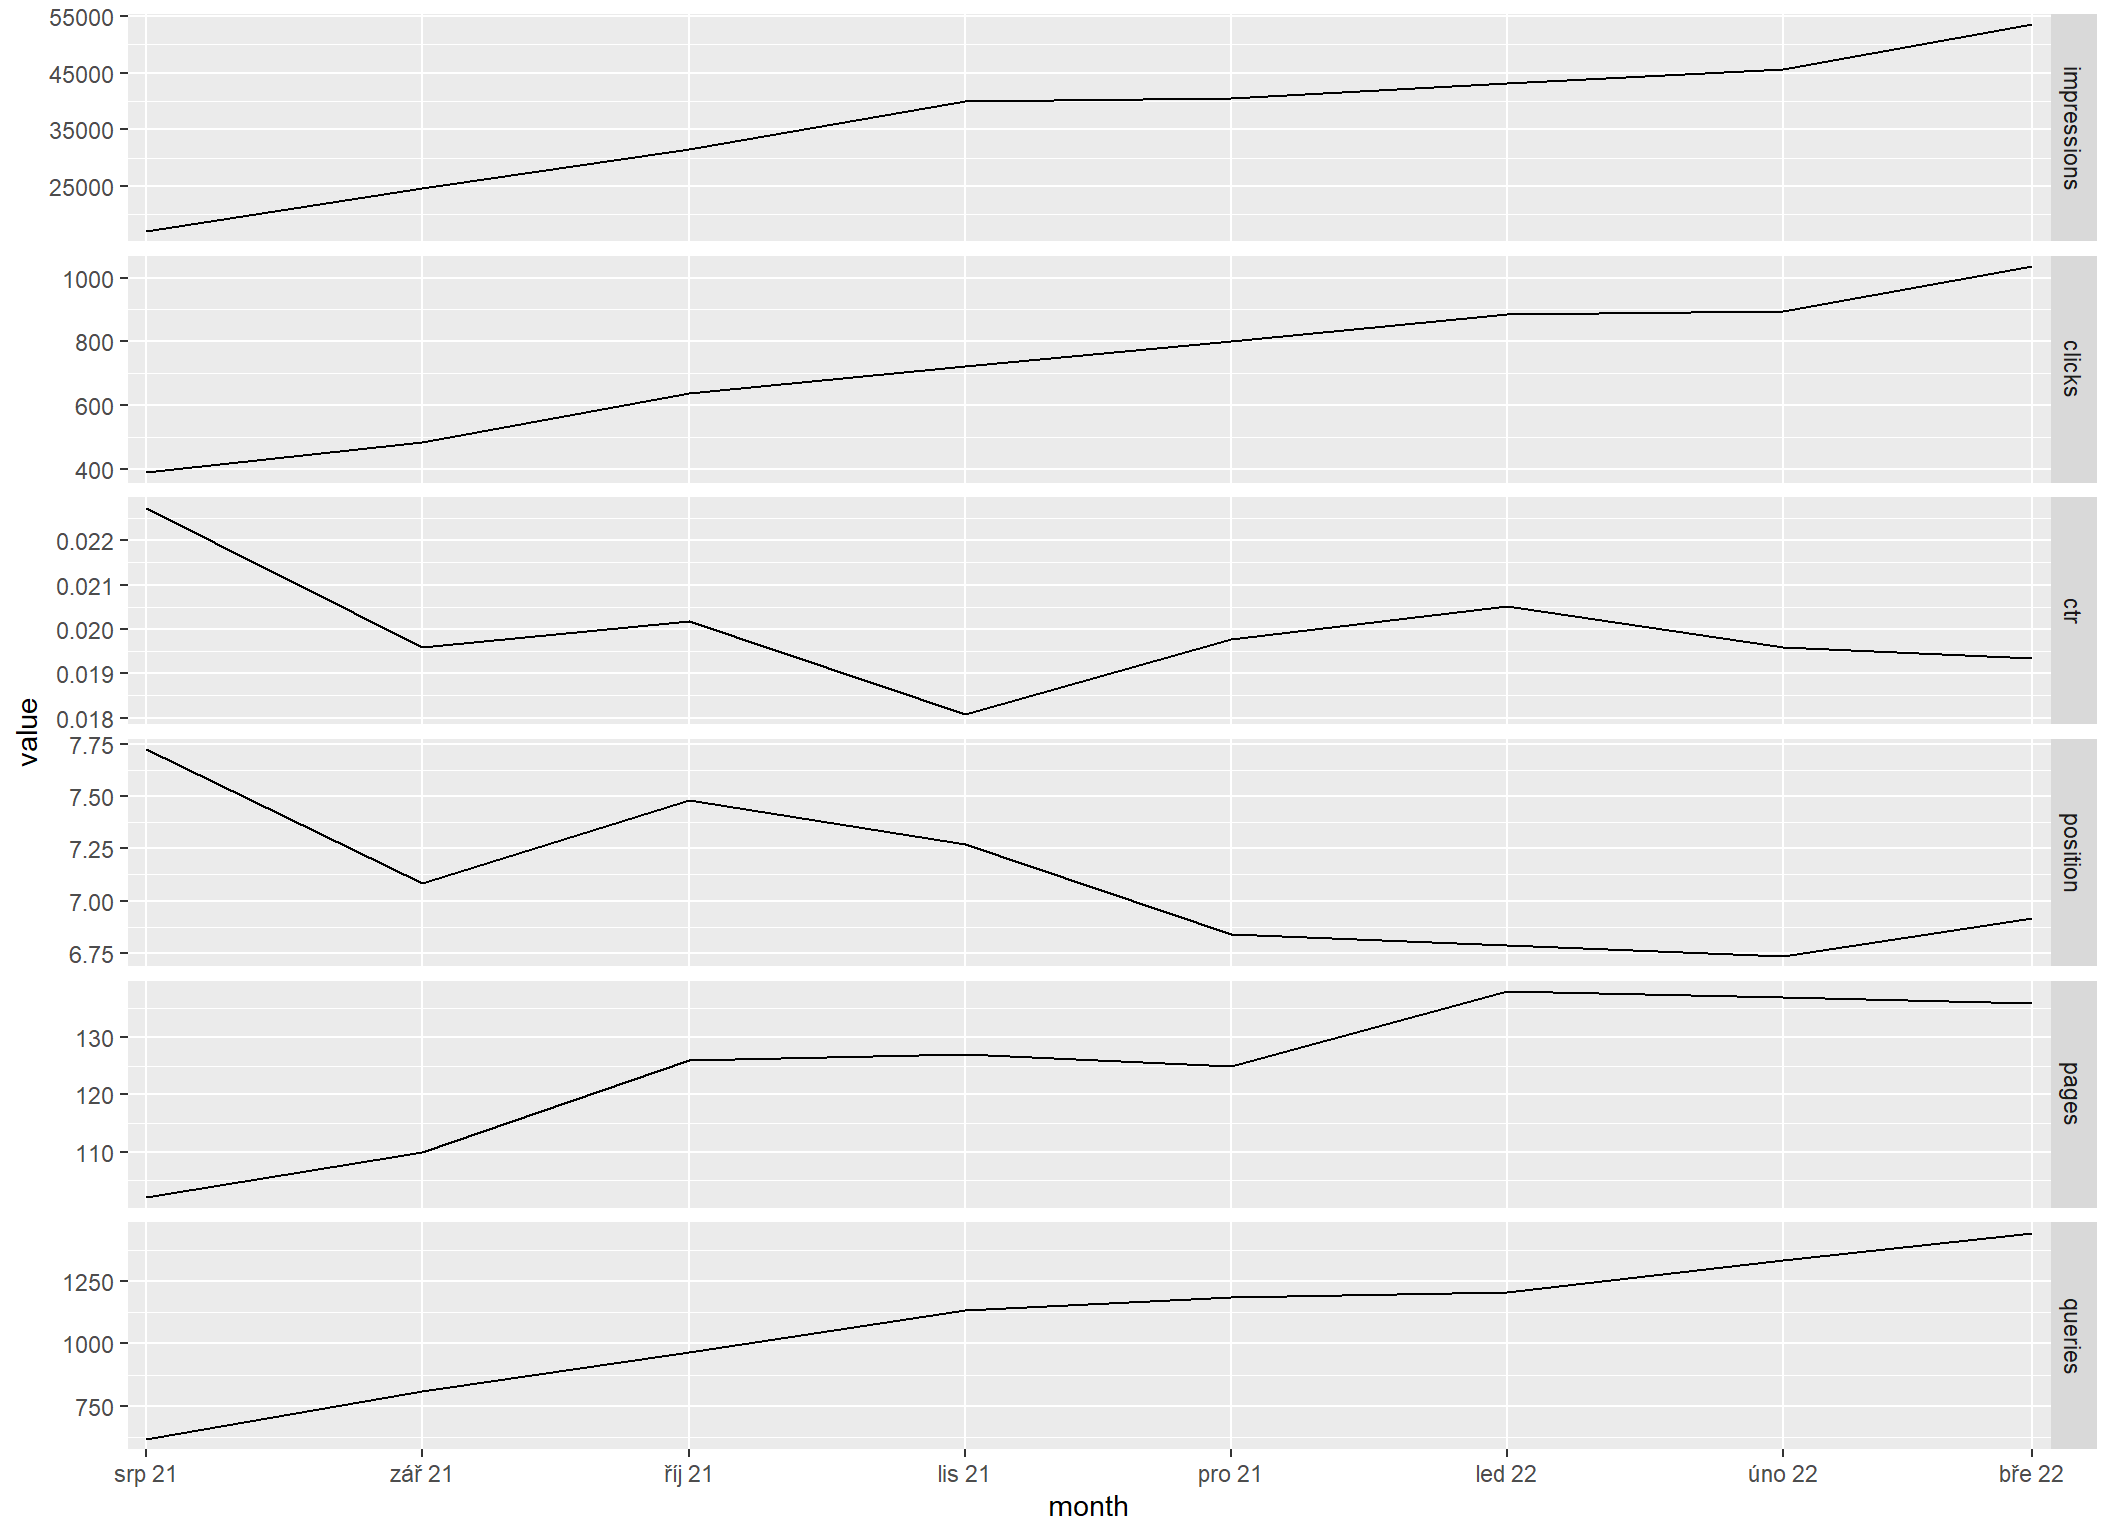 55000
45000
35000
25000
impressions
1000
800
600
400
clicks
0.022
0.021
0.020
0.019
0.018
ctr
value
7.75
7.50
7.25
7.00
6.75
position
130
120
110
pages
1250
1000
750
queries
srp 21 zář 21 říj 21 lis 21 pro 21 led 22 úno 22 bře 22
month